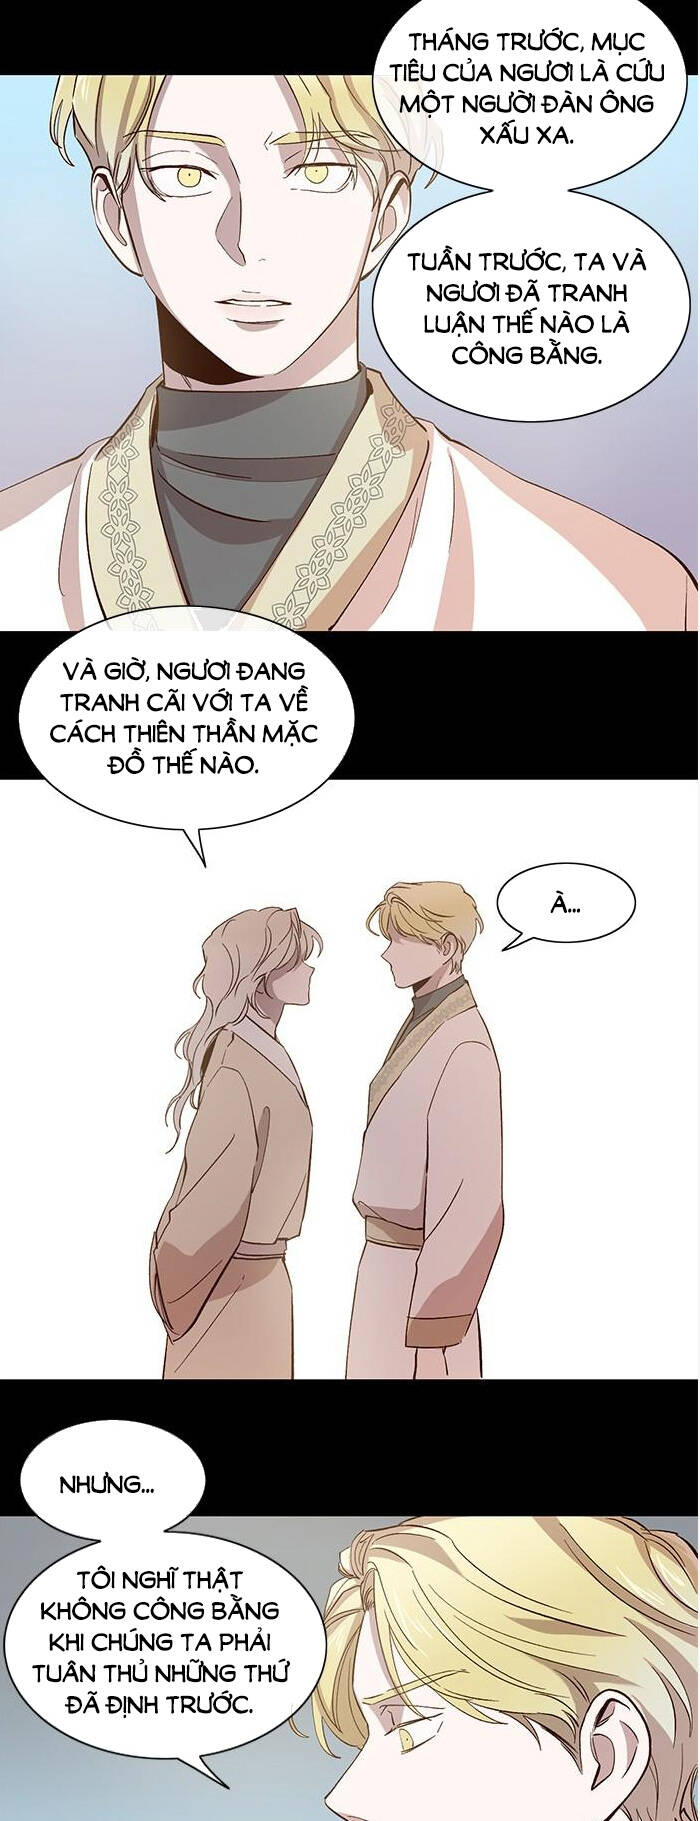 THÁNG TRƯỚC, MỤC
TIÊU CỦA NGƯƠI LÀ CỨU
MỘT NGƯỜI ĐÀN ÔNG
XẤU XA.
TUẦN TRƯỚC, TA VÀ
NGƯƠI ĐÃ TRANH
LUẬN THẾ NÀO LÀ
CÔNG BẰNG.
VÀ GIỜ, NGƯƠI ĐANG
TRANH CÃI VỚI TA VỀ
CÁCH THIÊN THẦN MẶC
ĐỒ THẾ NÀO.
À...
NHƯNG...
TÔI NGHĨ THẬT
KHÔNG CÔNG BẰNG
KHI CHÚNG TA PHẢI
TUÂN THỦ NHỮNG THỨ
ĐÃ ĐỊNH TRƯỚC.